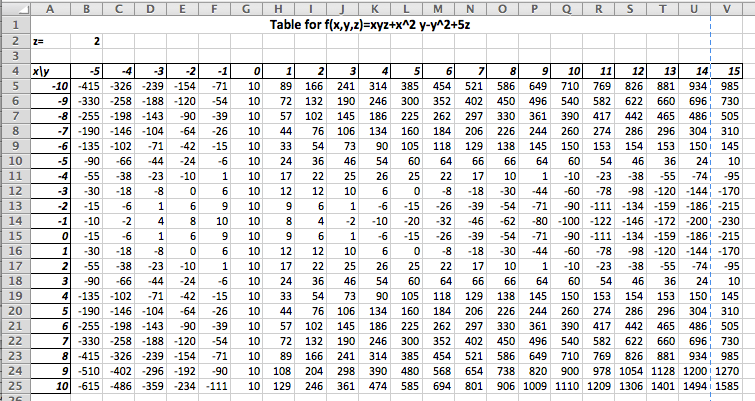 A B C D E F G H I J K L M N O P Q R S T U V
1 Table for f(x,y,z)=xyz+x^2 y-y^2+5z
2 z= 2
3
4 x\y -5 -4 -3 -2 -1 0 1 2 3 4 5 6 7 8 9 10 11 12 13 14 15
5 -10 -415 -326 -239 -154 -71 10 89 166 241 314 385 454 521 586 649 710 769 826 881 934 985
6 -9 -330 -258 -188 -120 -54 10 72 132 190 246 300 352 402 450 496 540 582 622 660 696 730
7 -8 -255 -198 -143 -90 -39 10 57 102 145 186 225 262 297 330 361 390 417 442 465 486 505
8 -7 -190 -146 -104 -64 -26 10 44 76 106 134 160 184 206 226 244 260 274 286 296 304 310
9 -6 -135 -102 -71 -42 -15 10 33 54 73 90 105 118 129 138 145 150 153 154 153 150 145
10 -5 -90 -66 -44 -24 -6 10 24 36 46 54 60 64 66 66 64 60 54 46 36 24 10
11 -4 -55 -38 -23 -10 1 10 17 22 25 26 25 22 17 10 1 -10 -23 -38 -55 -74 -95
12 -3 -30 -18 -8 0 6 10 12 12 10 6 0 -8 -18 -30 -44 -60 -78 -98 -120 -144 -170
13 -2 -15 -6 1 6 9 10 9 6 1 -6 -15 -26 -39 -54 -71 -90 -111 -134 -159 -186 -215
14 -1 -10 -2 4 8 10 10 8 4 -2 -10 -20 -32 -46 -62 -80 -100 -122 -146 -172 -200 -230
15 0 -15 -6 1 6 9 10 9 6 1 -6 -15 -26 -39 -54 -71 -90 -111 -134 -159 -186 -215
16 1 -30 -18 -8 0 6 10 12 12 10 6 0 -8 -18 -30 -44 -60 -78 -98 -120 -144 -170
17 2 -55 -38 -23 -10 1 10 17 22 25 26 25 22 17 10 1 -10 -23 -38 -55 -74 -95
18 3 -90 -66 -44 -24 -6 10 24 36 46 54 60 64 66 66 64 60 54 46 36 24 10
19 4 -135 -102 -71 -42 -15 10 33 54 73 90 105 118 129 138 145 150 153 154 153 150 145
20 5 -190 -146 -104 -64 -26 10 44 76 106 134 160 184 206 226 244 260 274 286 296 304 310
21 6 -255 -198 -143 -90 -39 10 57 102 145 186 225 262 297 330 361 390 417 442 465 486 505
22 7 -330 -258 -188 -120 -54 10 72 132 190 246 300 352 402 450 496 540 582 622 660 696 730
23 8 -415 -326 -239 -154 -71 10 89 166 241 314 385 454 521 586 649 710 769 826 881 934 985
24 9 -510 -402 -296 -192 -90 10 108 204 298 390 480 568 654 738 820 900 978 1054 1128 1200 1270
25 10 -615 -486 -359 -234 -111 10 129 246 361 474 585 694 801 906 1009 1110 1209 1306 1401 1494 1585